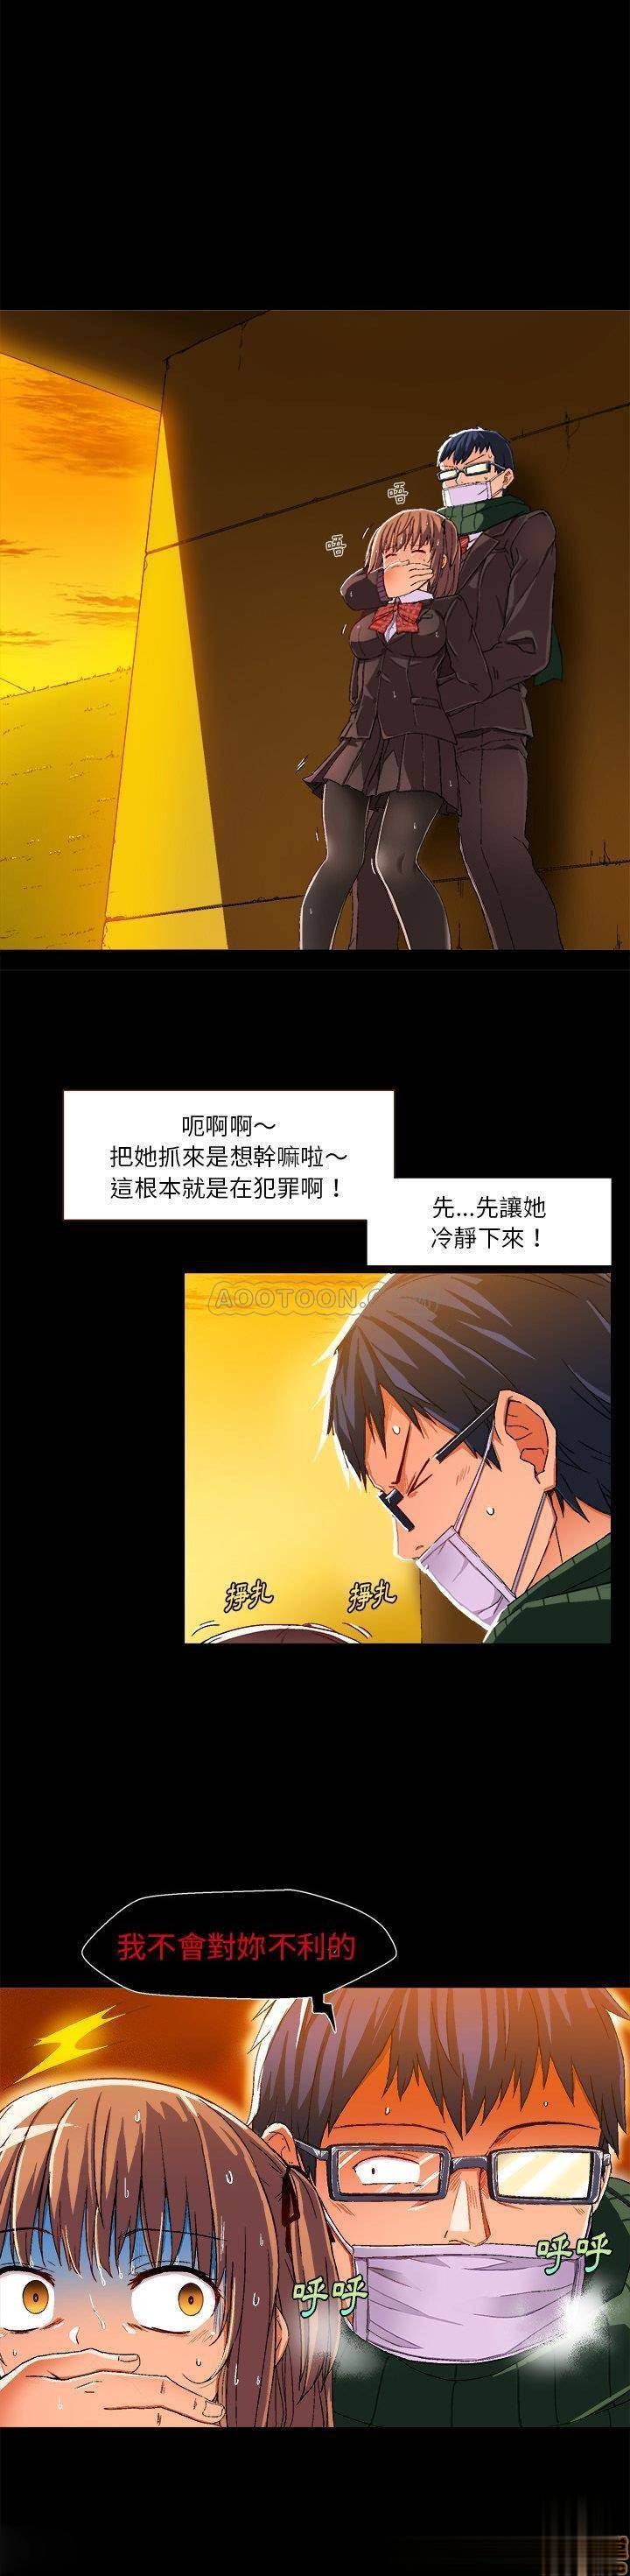 唔
唔
呃啊啊～
把她抓來是想幹嘛啦～
這根本就是在犯罪啊！
先...先讓她
冷靜下來！
AOOTOON.CO
掙扎
掙扎
我不會對妳不利的
呼呼
呼呼